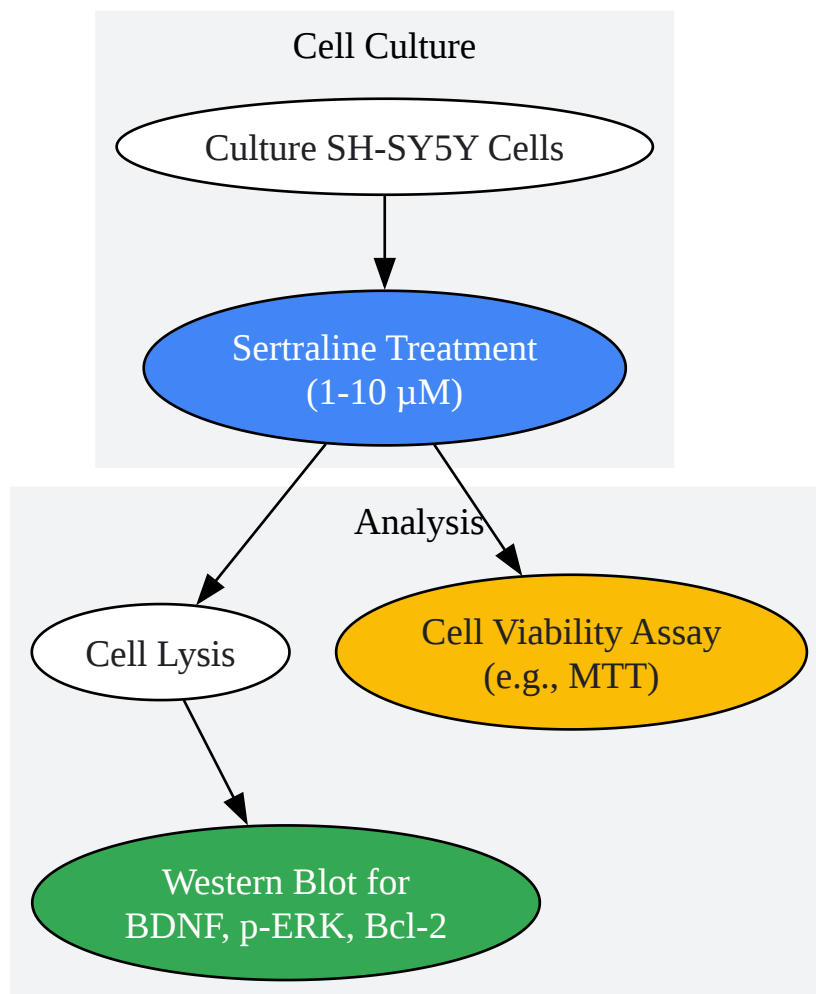 Cell Culture
Culture SH-SY5Y Cells
Sertraline Treatment
(1-10 µM)
Analysis
Cell Lysis
Cell Viability Assay
(e.g., MTT)
Western Blot for
BDNF, p-ERK, Bcl-2